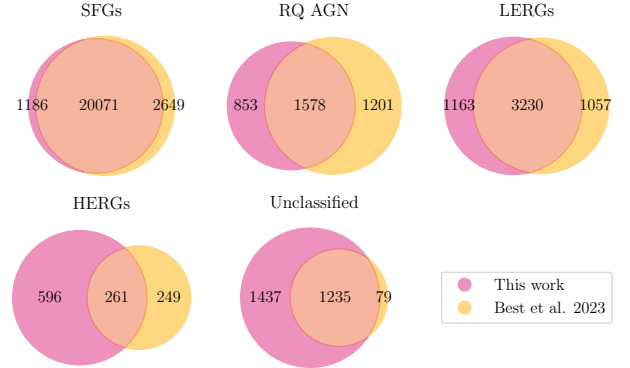 SFGs
1186 20071 2649
RQ AGN
853 1578 1201
LERGs
1163 3230 1057
HERGs
596 261 249
Unclassified
1437 1235 79
This work
Best et al. 2023